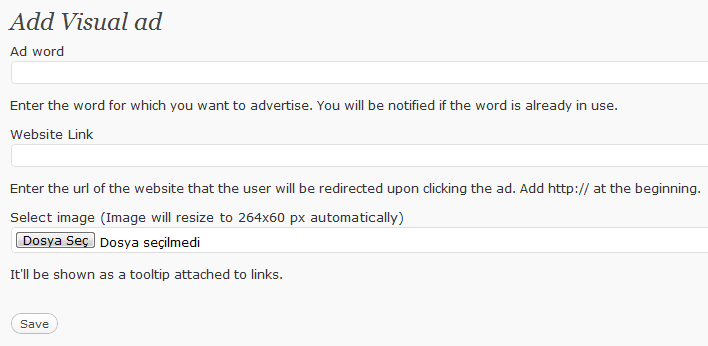 Add Visual ad
Ad word
Enter the word for which you want to advertise. You will be notified if the word is already in use.
Website Link
Enter the url of the website that the user will be redirected upon clicking the ad. Add http:// at the beginning.
Select image (Image will resize to 264x60 px automatically)
Dosya Seç Dosya seçilmedi
It'll be shown as a tooltip attached to links.
Save